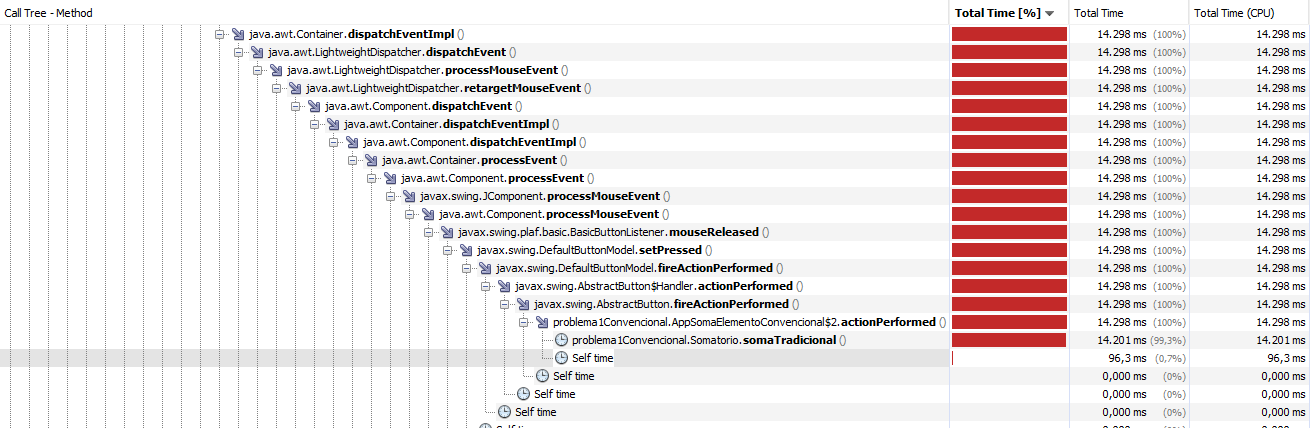 Call Tree - Method Total Time [%] Total Time Total Time (CPU)
java.awt.Container.dispatchEventImpl () 14.298 ms (100%) 14.298 ms
java.awt.LightweightDispatcher.dispatchEvent () 14.298 ms (100%) 14.298 ms
java.awt.LightweightDispatcher.processMouseEvent () 14.298 ms (100%) 14.298 ms
java.awt.LightweightDispatcher.retargetMouseEvent () 14.298 ms (100%) 14.298 ms
java.awt.Component.dispatchEvent () 14.298 ms (100%) 14.298 ms
java.awt.Container.dispatchEventImpl () 14.298 ms (100%) 14.298 ms
java.awt.Component.dispatchEventImpl () 14.298 ms (100%) 14.298 ms
java.awt.Container.processEvent () 14.298 ms (100%) 14.298 ms
java.awt.Component.processEvent () 14.298 ms (100%) 14.298 ms
javax.swing.JComponent.processMouseEvent () 14.298 ms (100%) 14.298 ms
java.awt.Component.processMouseEvent () 14.298 ms (100%) 14.298 ms
javax.swing.plaf.basic.BasicButtonListener.mouseReleased () 14.298 ms (100%) 14.298 ms
javax.swing.DefaultButtonModel.setPressed () 14.298 ms (100%) 14.298 ms
javax.swing.DefaultButtonModel.fireActionPerformed () 14.298 ms (100%) 14.298 ms
javax.swing.AbstractButton$Handler.actionPerformed () 14.298 ms (100%) 14.298 ms
javax.swing.AbstractButton.fireActionPerformed () 14.298 ms (100%) 14.298 ms
problema1Convencional.AppSomaElementoConvencional$2.actionPerformed () 14.298 ms (100%) 14.298 ms
problema1Convencional.Somatorio.somaTradicional () 14.201 ms (99,3%) 14.201 ms
Self time 96,3 ms (0,7%) 96,3 ms
Self time 0,000 ms (0%) 0,000 ms
Self time 0,000 ms (0%) 0,000 ms
Self time 0,000 ms (0%) 0,000 ms